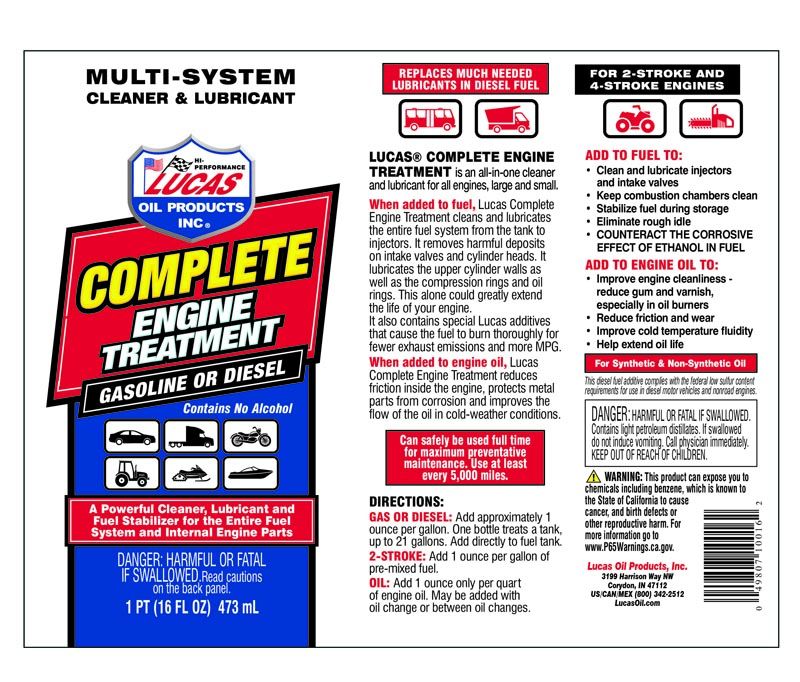 MULTI-SYSTEM
CLEANER & LUBRICANT
HI-
PERFORMANCE
LUCAS
OIL PRODUCTS
INC®
COMPLETE
ENGINE
TREATMENT
GASOLINE OR DIESEL
Contains No Alcohol
A Powerful Cleaner, Lubricant and
Fuel Stabilizer for the Entire Fuel
System and Internal Engine Parts
DANGER: HARMFUL OR FATAL
IF SWALLOWED. Read cautions
on the back panel.
1 PT (16 FL OZ) 473 mL
REPLACES MUCH NEEDED
LUBRICANTS IN DIESEL FUEL
LUCAS® COMPLETE ENGINE
TREATMENT is an all-in-one cleaner
and lubricant for all engines, large and small.
When added to fuel, Lucas Complete
Engine Treatment cleans and lubricates
the entire fuel system from the tank to
injectors. It removes harmful deposits
on intake valves and cylinder heads. It
lubricates the upper cylinder walls as
well as the compression rings and oil
rings. This alone could greatly extend
the life of your engine.
It also contains special Lucas additives
that cause the fuel to burn thoroughly for
fewer exhaust emissions and more MPG.
When added to engine oil, Lucas
Complete Engine Treatment reduces
friction inside the engine, protects metal
parts from corrosion and improves the
flow of the oil in cold-weather conditions.
Can safely be used full time
for maximum preventative
maintenance. Use at least
every 5,000 miles.
DIRECTIONS:
GAS OR DIESEL: Add approximately 1
ounce per gallon. One bottle treats a tank,
up to 21 gallons. Add directly to fuel tank.
2-STROKE: Add 1 ounce per gallon of
pre-mixed fuel.
OIL: Add 1 ounce only per quart
of engine oil. May be added with
oil change or between oil changes.
FOR 2-STROKE AND
4-STROKE ENGINES
ADD TO FUEL TO:
• Clean and lubricate injectors
and intake valves
• Keep combustion chambers clean
• Stabilize fuel during storage
• Eliminate rough idle
• COUNTERACT THE CORROSIVE
EFFECT OF ETHANOL IN FUEL
ADD TO ENGINE OIL TO:
• Improve engine cleanliness -
reduce gum and varnish,
especially in oil burners
• Reduce friction and wear
• Improve cold temperature fluidity
• Help extend oil life
For Synthetic & Non-Synthetic Oil
This diesel fuel additive complies with the federal low sulfur content
requirements for use in diesel motor vehicles and nonroad engines.
DANGER: HARMFUL OR FATAL IF SWALLOWED.
Contains light petroleum distillates. If swallowed
do not induce vomiting. Call physician immediately.
KEEP OUT OF REACH OF CHILDREN.
WARNING: This product can expose you to
chemicals including benzene, which is known to
the State of California to cause
cancer, and birth defects or
other reproductive harm. For
more information go to
www.P65Warnings.ca.gov.
Lucas Oil Products, Inc.
3199 Harrison Way NW
Corydon, IN 47112
US/CAN/MEX (800) 342-2512
LucasOil.com
0 49807 10016 2